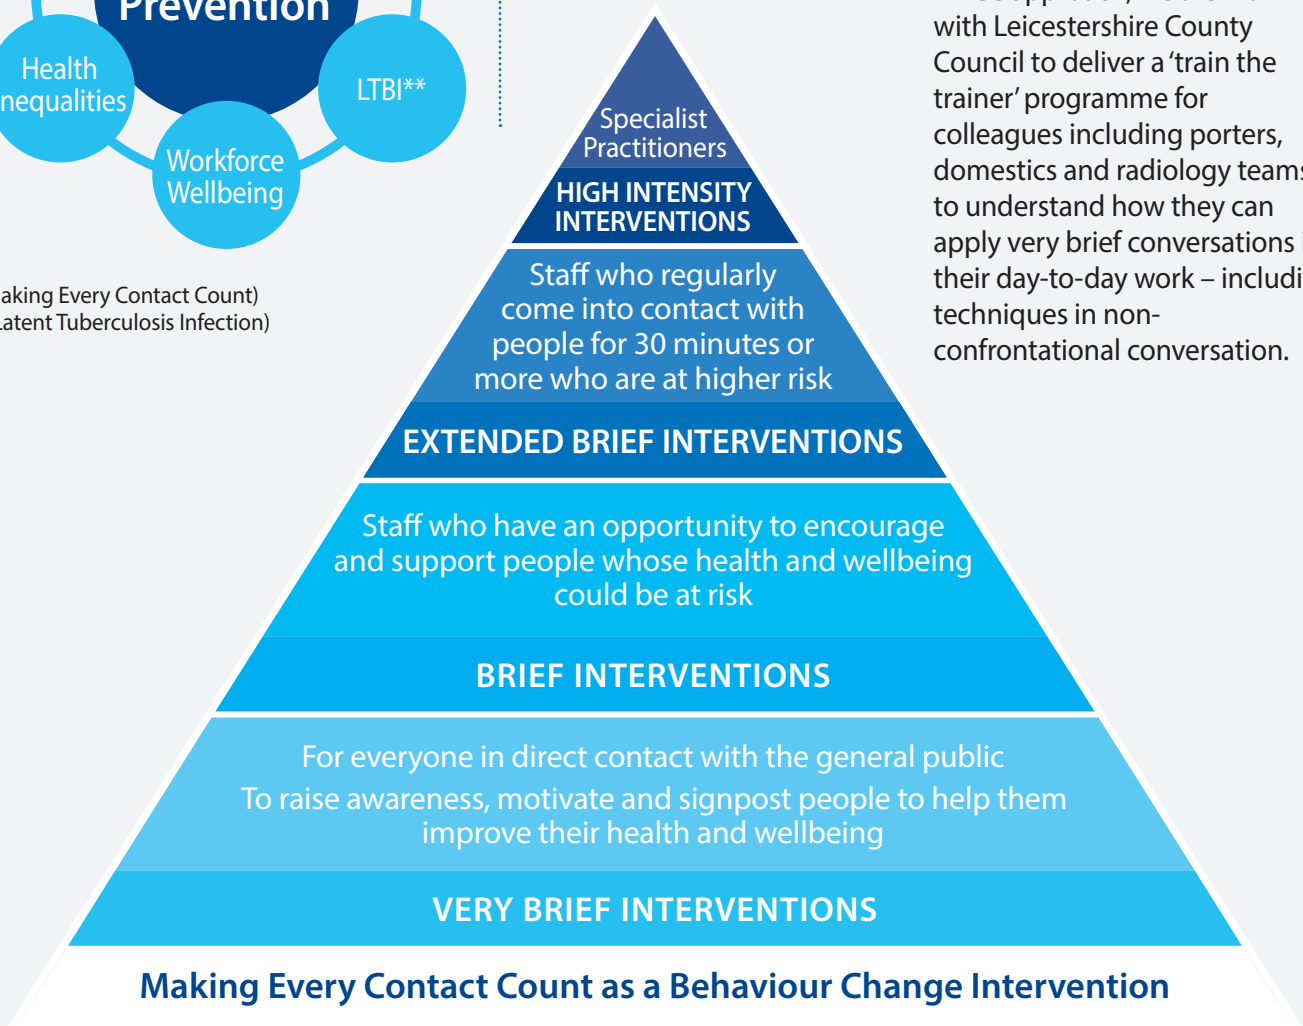 Prevention
Health
nequalities
LTBI**
Workforce
Wellbeing
aking Every Contact Count)
Latent Tuberculosis Infection)
Specialist
Practitioners
HIGH INTENSITY
INTERVENTIONS
Staff who regularly
come into contact with
people for 30 minutes or
more who are at higher risk
EXTENDED BRIEF INTERVENTIONS
Staff who have an opportunity to encourage
and support people whose health and wellbeing
could be at risk
BRIEF INTERVENTIONS
For everyone in direct contact with the general public
To raise awareness, motivate and signpost people to help them
improve their health and wellbeing
VERY BRIEF INTERVENTIONS
Making Every Contact Count as a Behaviour Change Intervention
with Leicestershire County
Council to deliver a ‘train the
trainer’ programme for
colleagues including porters,
domestics and radiology teams
to understand how they can
apply very brief conversations
their day-to-day work – includi
techniques in non-
confrontational conversation.